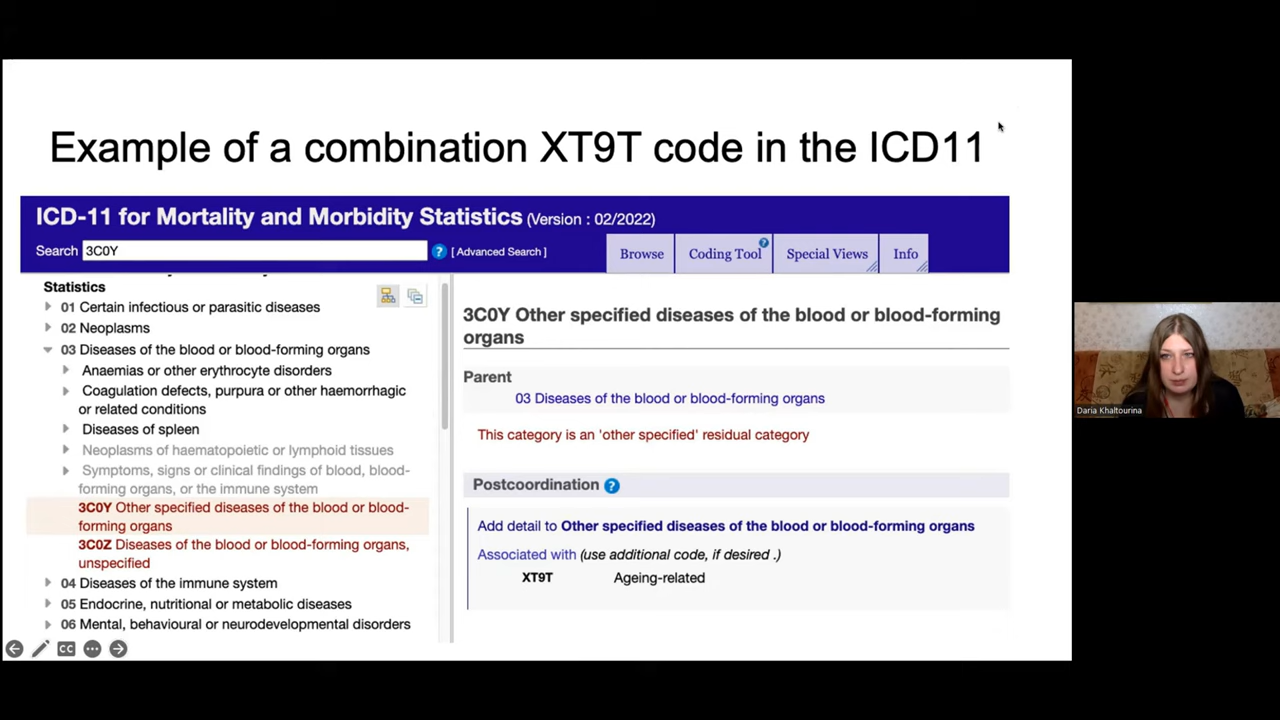 Example of a combination XT9T code in the ICD11
ICD-11 for Mortality and Morbidity Statistics (Version : 02/2022)
Search 3C0Y ? [ Advanced Search ] Browse Coding Tool ? Special Views Info
Statistics
01 Certain infectious or parasitic diseases
02 Neoplasms
03 Diseases of the blood or blood-forming organs
Anaemias or other erythrocyte disorders
Coagulation defects, purpura or other haemorrhagic
or related conditions
Diseases of spleen
Neoplasms of haematopoietic or lymphoid tissues
Symptoms, signs or clinical findings of blood, blood-
forming organs, or the immune system
3C0Y Other specified diseases of the blood or blood-
forming organs
3C0Z Diseases of the blood or blood-forming organs,
unspecified
04 Diseases of the immune system
05 Endocrine, nutritional or metabolic diseases
06 Mental, behavioural or neurodevelopmental disorders
3C0Y Other specified diseases of the blood or blood-forming
organs
Parent
03 Diseases of the blood or blood-forming organs
This category is an 'other specified' residual category
Postcoordination ?
Add detail to Other specified diseases of the blood or blood-forming organs
Associated with (use additional code, if desired .)
XT9T Ageing-related
CC
Daria Khaltourina